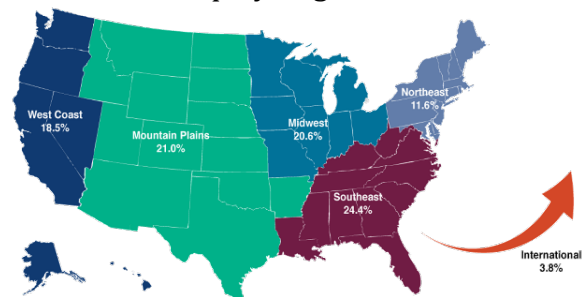 West Coast
18.5%
Mountain Plains
21.0%
Midwest
20.6%
Northeast
11.6%
Southeast
24.4%
International
3.8%